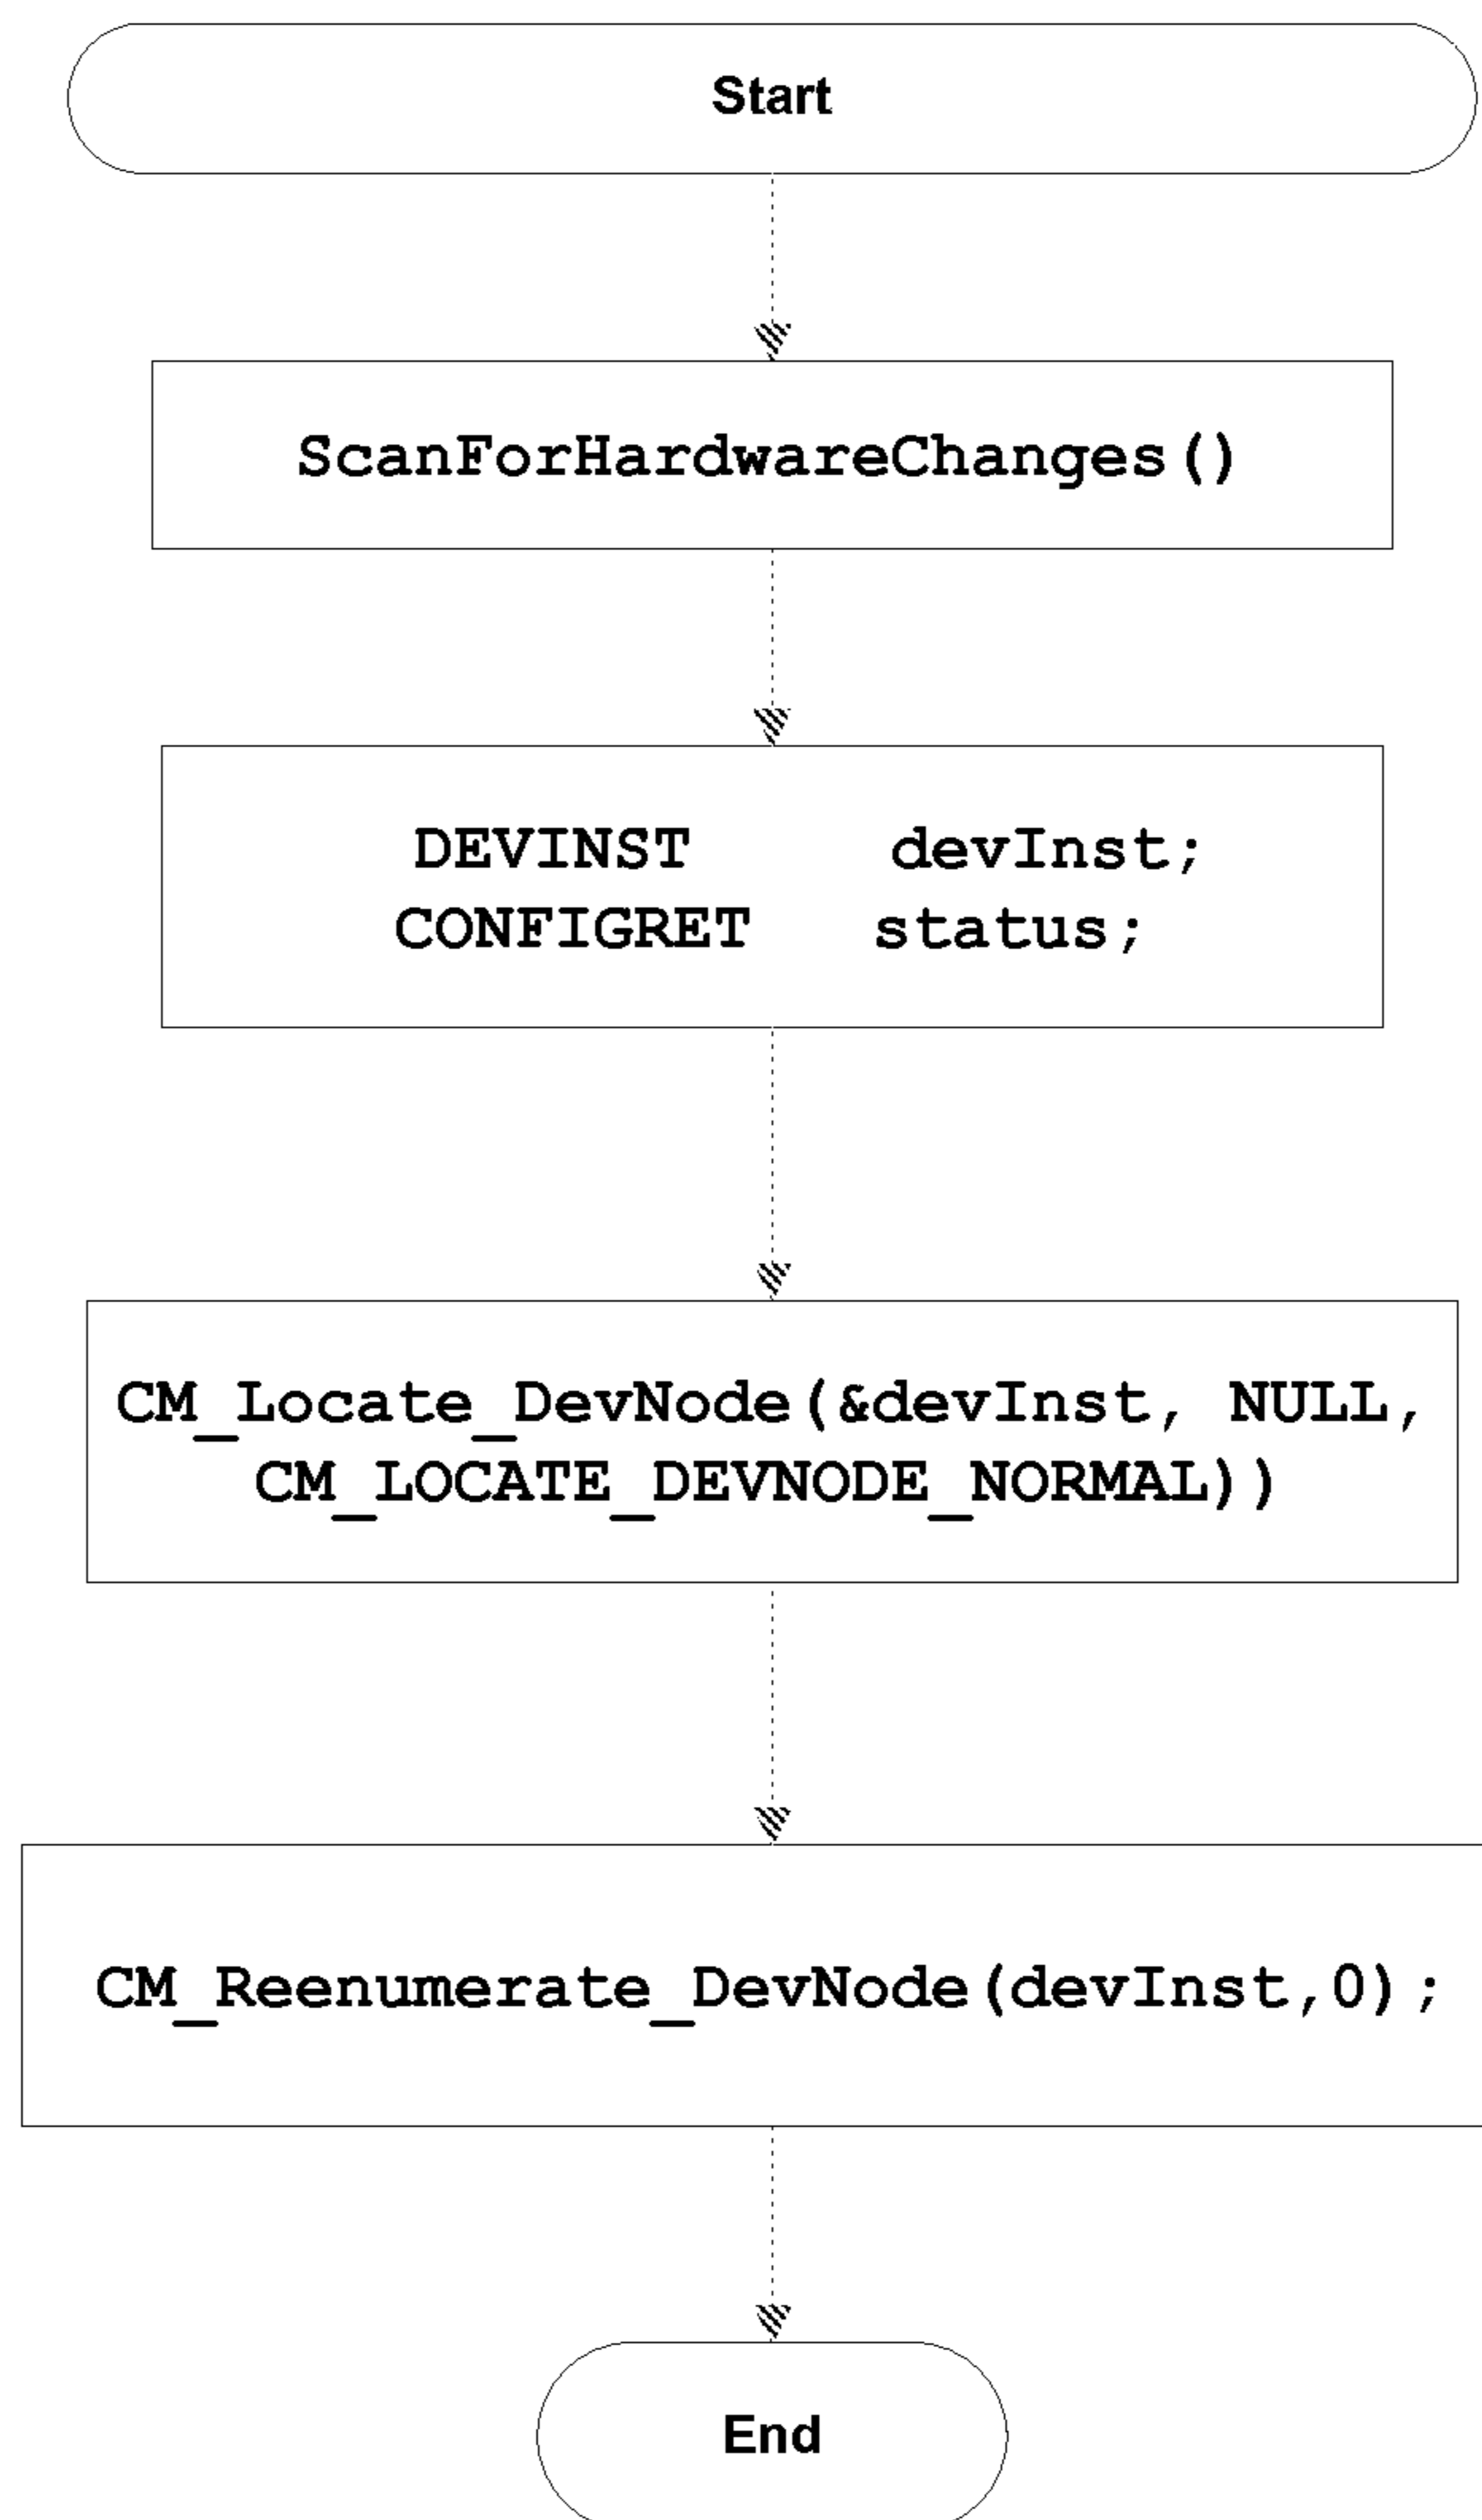 Start
ScanForHardwareChanges()
DEVINST devInst;
CONFIGRET status;
CM_Locate_DevNode(&devInst, NULL,
CM_LOCATE_DEVNODE_NORMAL))
CM_Reenumerate_DevNode(devInst,0);
End